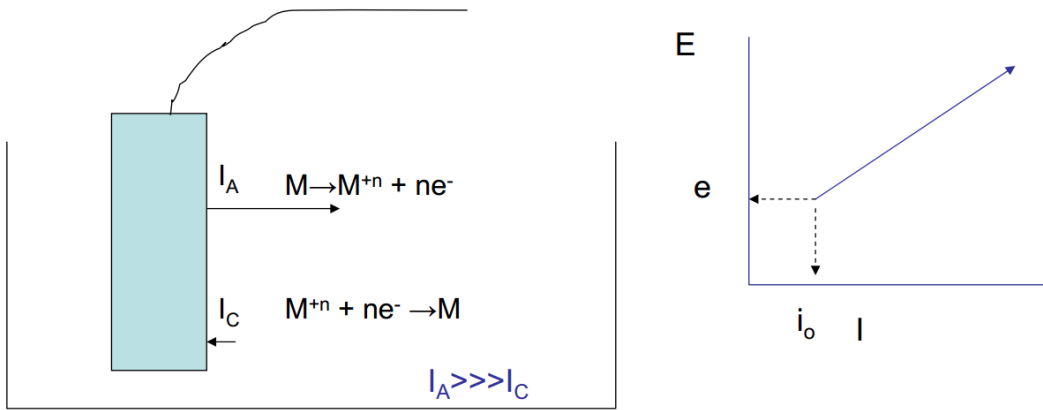 I_A M→M⁺ⁿ + ne⁻
I_C M⁺ⁿ + ne⁻ →M
I_A>>>I_C
E
e
i_o I